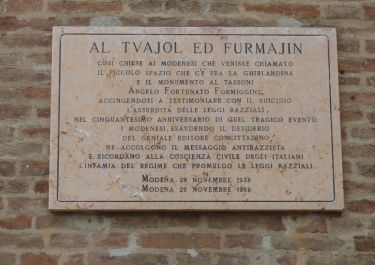 AL TVAJOL ED FURMAJIN
COSÌ CHIESE AI MODENESI CHE VENISSE CHIAMATO
IL PICCOLO SPAZIO CHE C'È FRA LA GHIRLANDINA
E IL MONUMENTO AL TASSONI
ANGELO FORTUNATO FORMIGGINI,
ACCINGENDOSI A TESTIMONIARE CON IL SUICIDIO
L'ASSURDITÀ DELLE LEGGI RAZZIALI.
NEL CINQUANTESIMO ANNIVERSARIO DI QUEL TRAGICO EVENTO
I MODENESI, ESAUDENDO IL DESIDERIO
DEL GENIALE EDITORE CONCITTADINO,
NE ACCOLGONO IL MESSAGGIO ANTIRAZZISTA
E RICORDANO ALLA COSCIENZA CIVILE DEGLI ITALIANI
L'INFAMIA DEL REGIME CHE PROMULGÒ LE LEGGI RAZZIALI.
MODENA 29 NOVEMBRE 1938
MODENA 29 NOVEMBRE 1988